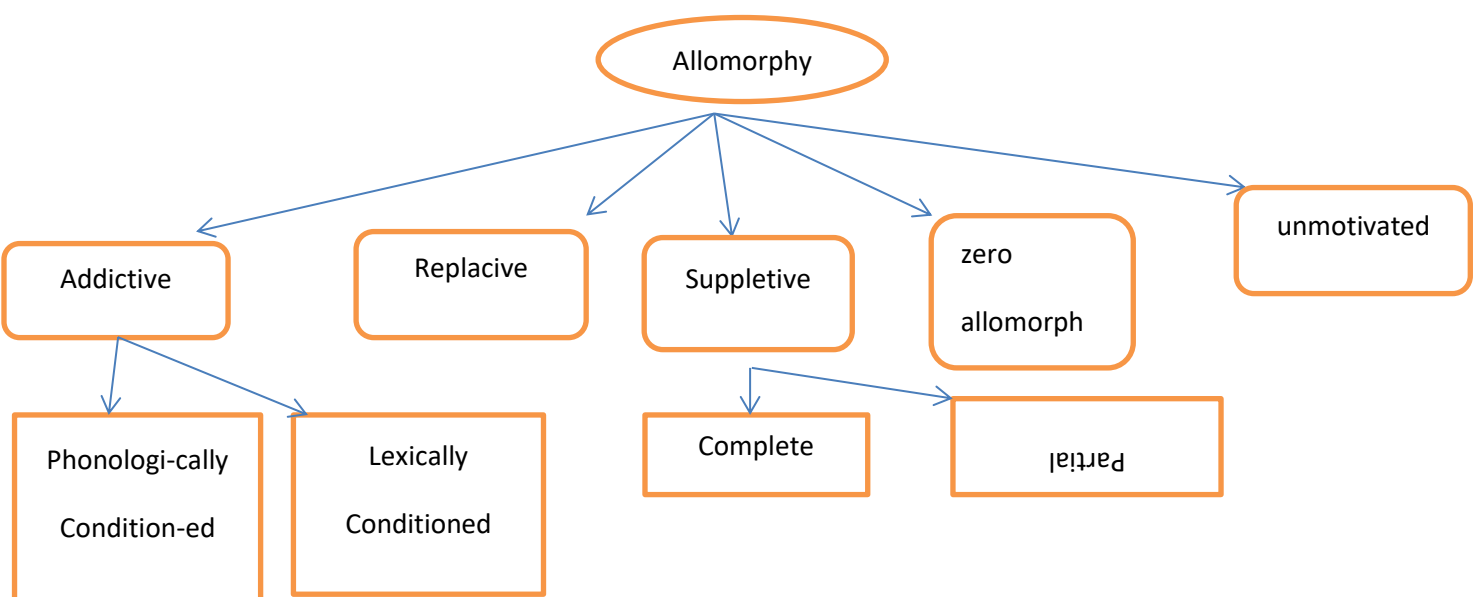 Allomorphy
Addictive
Replacive
Suppletive
zero
allomorph
unmotivated
Phonologi-cally
Condition-ed
Lexically
Conditioned
Complete
Partial